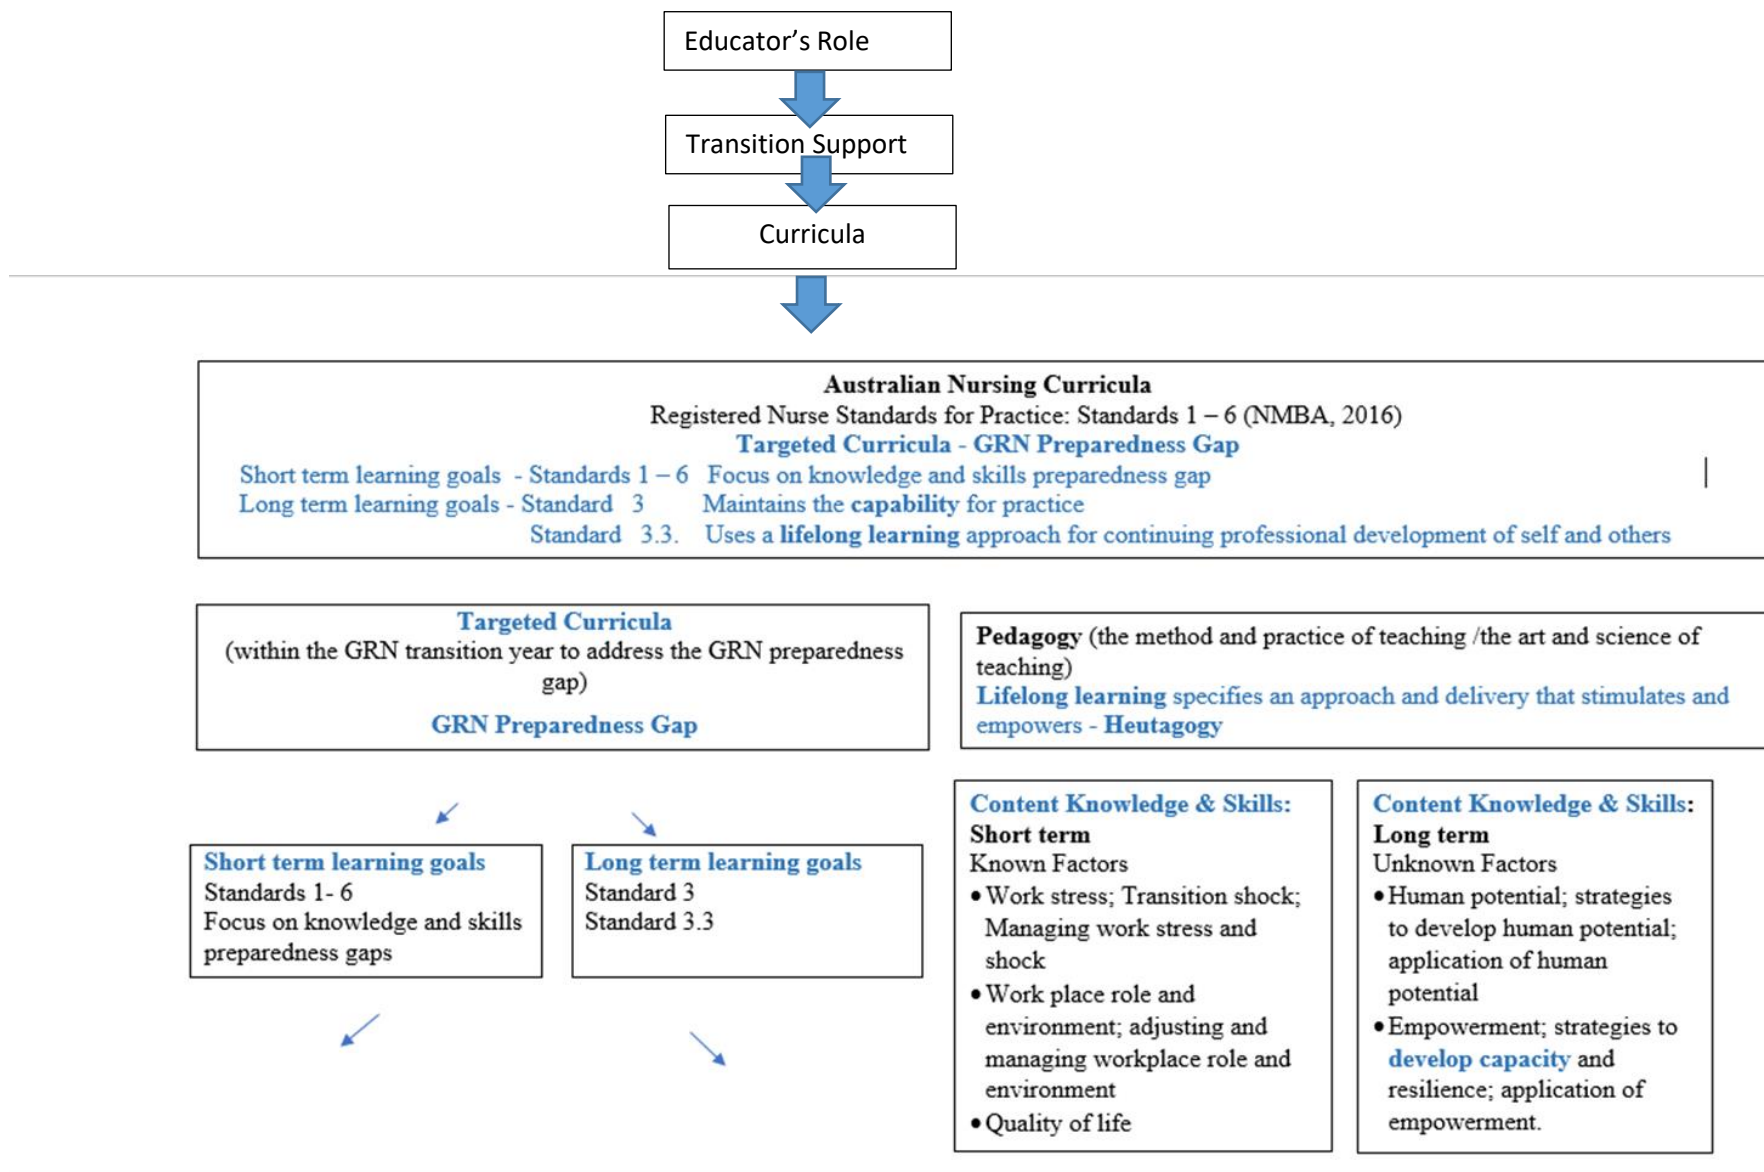 Educator’s Role
Transition Support
Curricula
Australian Nursing Curricula
Registered Nurse Standards for Practice: Standards 1 – 6 (NMBA, 2016)
Targeted Curricula - GRN Preparedness Gap
Short term learning goals - Standards 1 – 6 Focus on knowledge and skills preparedness gap
Long term learning goals - Standard 3 Maintains the capability for practice
Standard 3.3. Uses a lifelong learning approach for continuing professional development of self and others
Targeted Curricula
(within the GRN transition year to address the GRN preparedness
gap)
GRN Preparedness Gap
Pedagogy (the method and practice of teaching /the art and science of
teaching)
Lifelong learning specifies an approach and delivery that stimulates and
empowers - Heutagogy
Short term learning goals
Standards 1- 6
Focus on knowledge and skills
preparedness gaps
Long term learning goals
Standard 3
Standard 3.3
Content Knowledge & Skills:
Short term
Known Factors
• Work stress; Transition shock;
Managing work stress and
shock
• Work place role and
environment; adjusting and
managing workplace role and
environment
• Quality of life
Content Knowledge & Skills:
Long term
Unknown Factors
• Human potential; strategies
to develop human potential;
application of human
potential
• Empowerment; strategies to
develop capacity and
resilience; application of
empowerment.